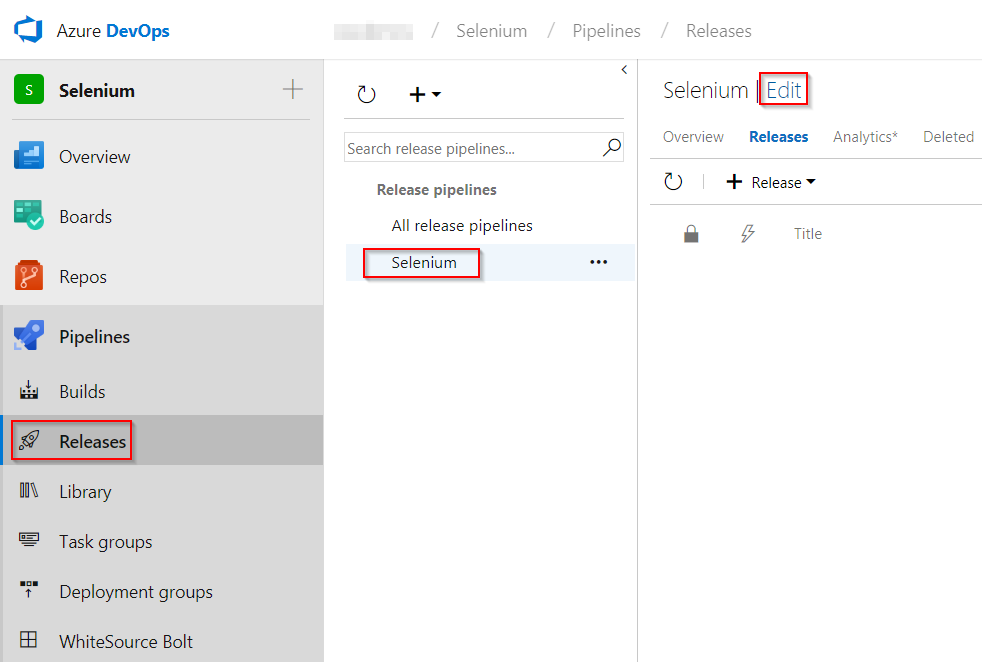 Azure DevOps
/ Selenium / Pipelines / Releases
S Selenium
Overview
Boards
Repos
Pipelines
Builds
Releases
Library
Task groups
Deployment groups
WhiteSource Bolt
Search release pipelines...
Release pipelines
All release pipelines
Selenium
Selenium | Edit
Overview Releases Analytics* Deleted
Release
Title